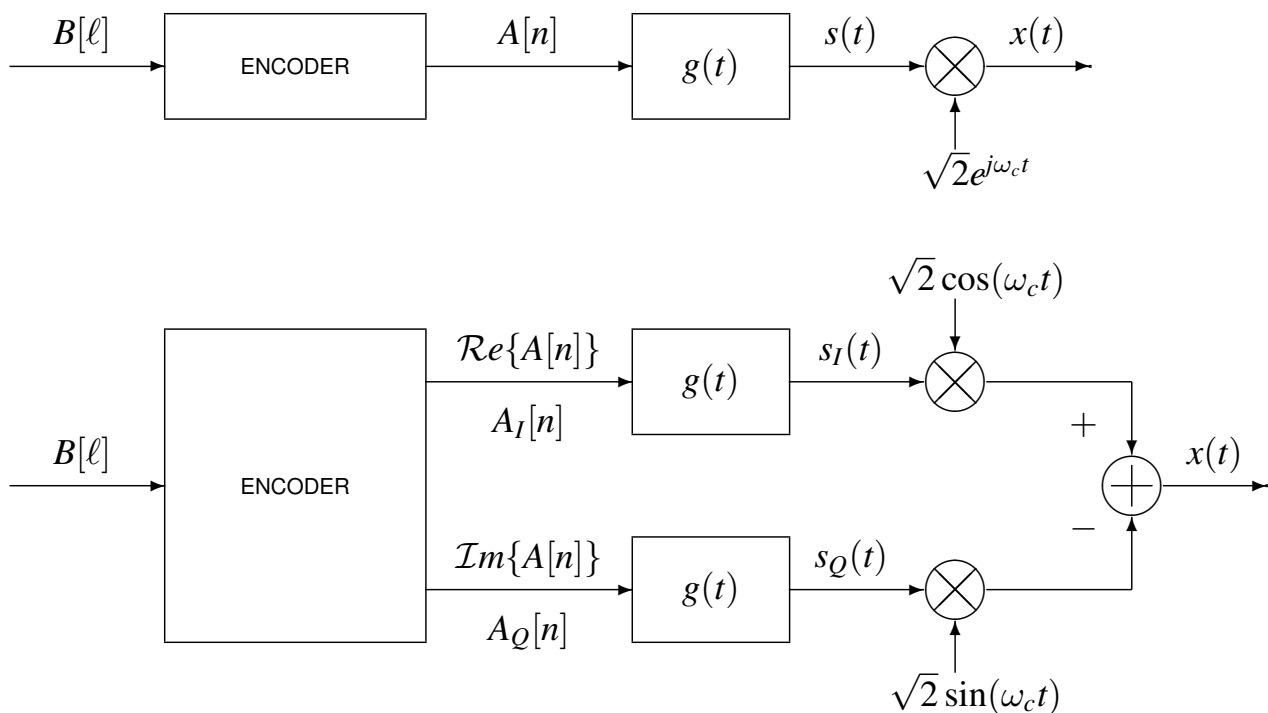 B[ℓ] A[n] s(t) x(t)
ENCODER g(t)
√2e^{jω_c t}
√2 cos(ω_c t)
Re{A[n]} s_I(t)
g(t)
A_I[n]
+
B[ℓ] ENCODER x(t)
−
Im{A[n]} s_Q(t)
g(t)
A_Q[n]
√2 sin(ω_c t)